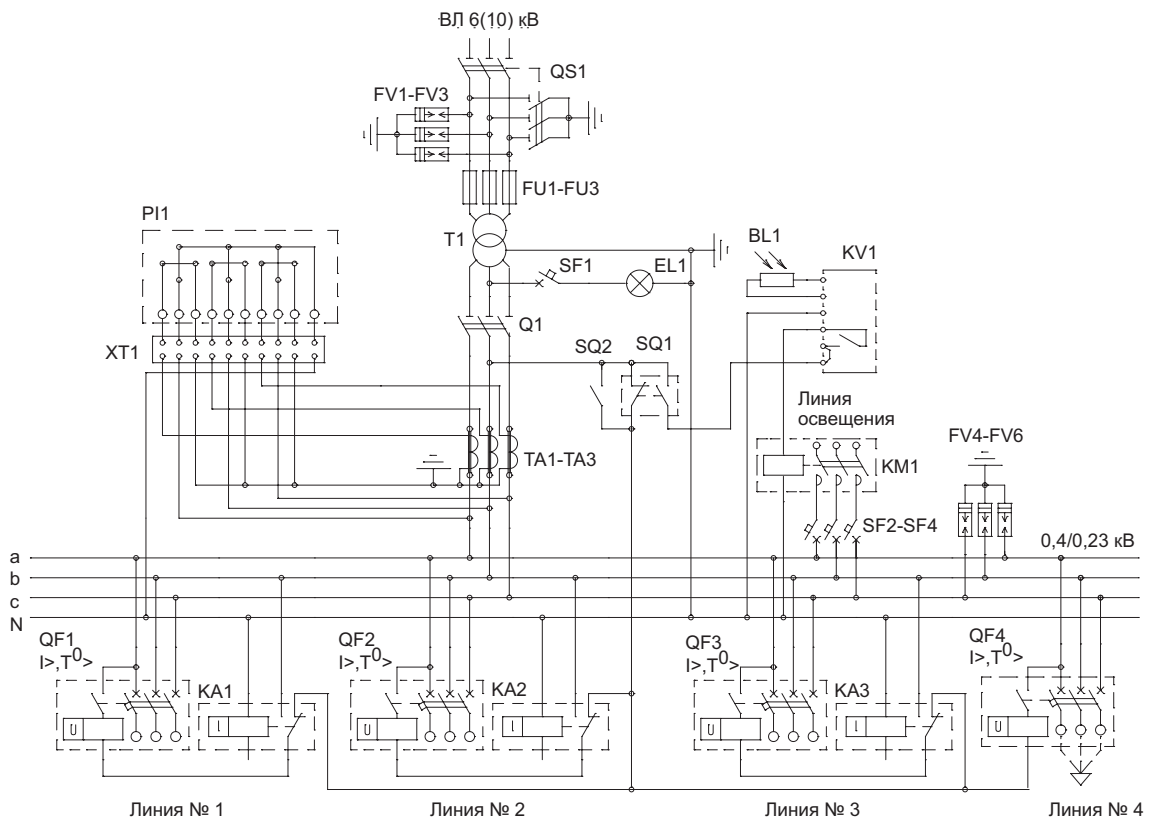 ВЛ 6(10) кВ
QS1
FV1-FV3
FU1-FU3
PI1
T1
BL1
KV1
SF1
EL1
Q1
XT1
SQ2
SQ1
Линия
освещения
FV4-FV6
TA1-TA3
KM1
SF2-SF4
0,4/0,23 кВ
a
b
c
N
QF1
I>,T⁰>
KA1
U
I
QF2
I>,T⁰>
KA2
U
I
QF3
I>,T⁰>
KA3
U
I
QF4
I>,T⁰>
U
Линия № 1
Линия № 2
Линия № 3
Линия № 4